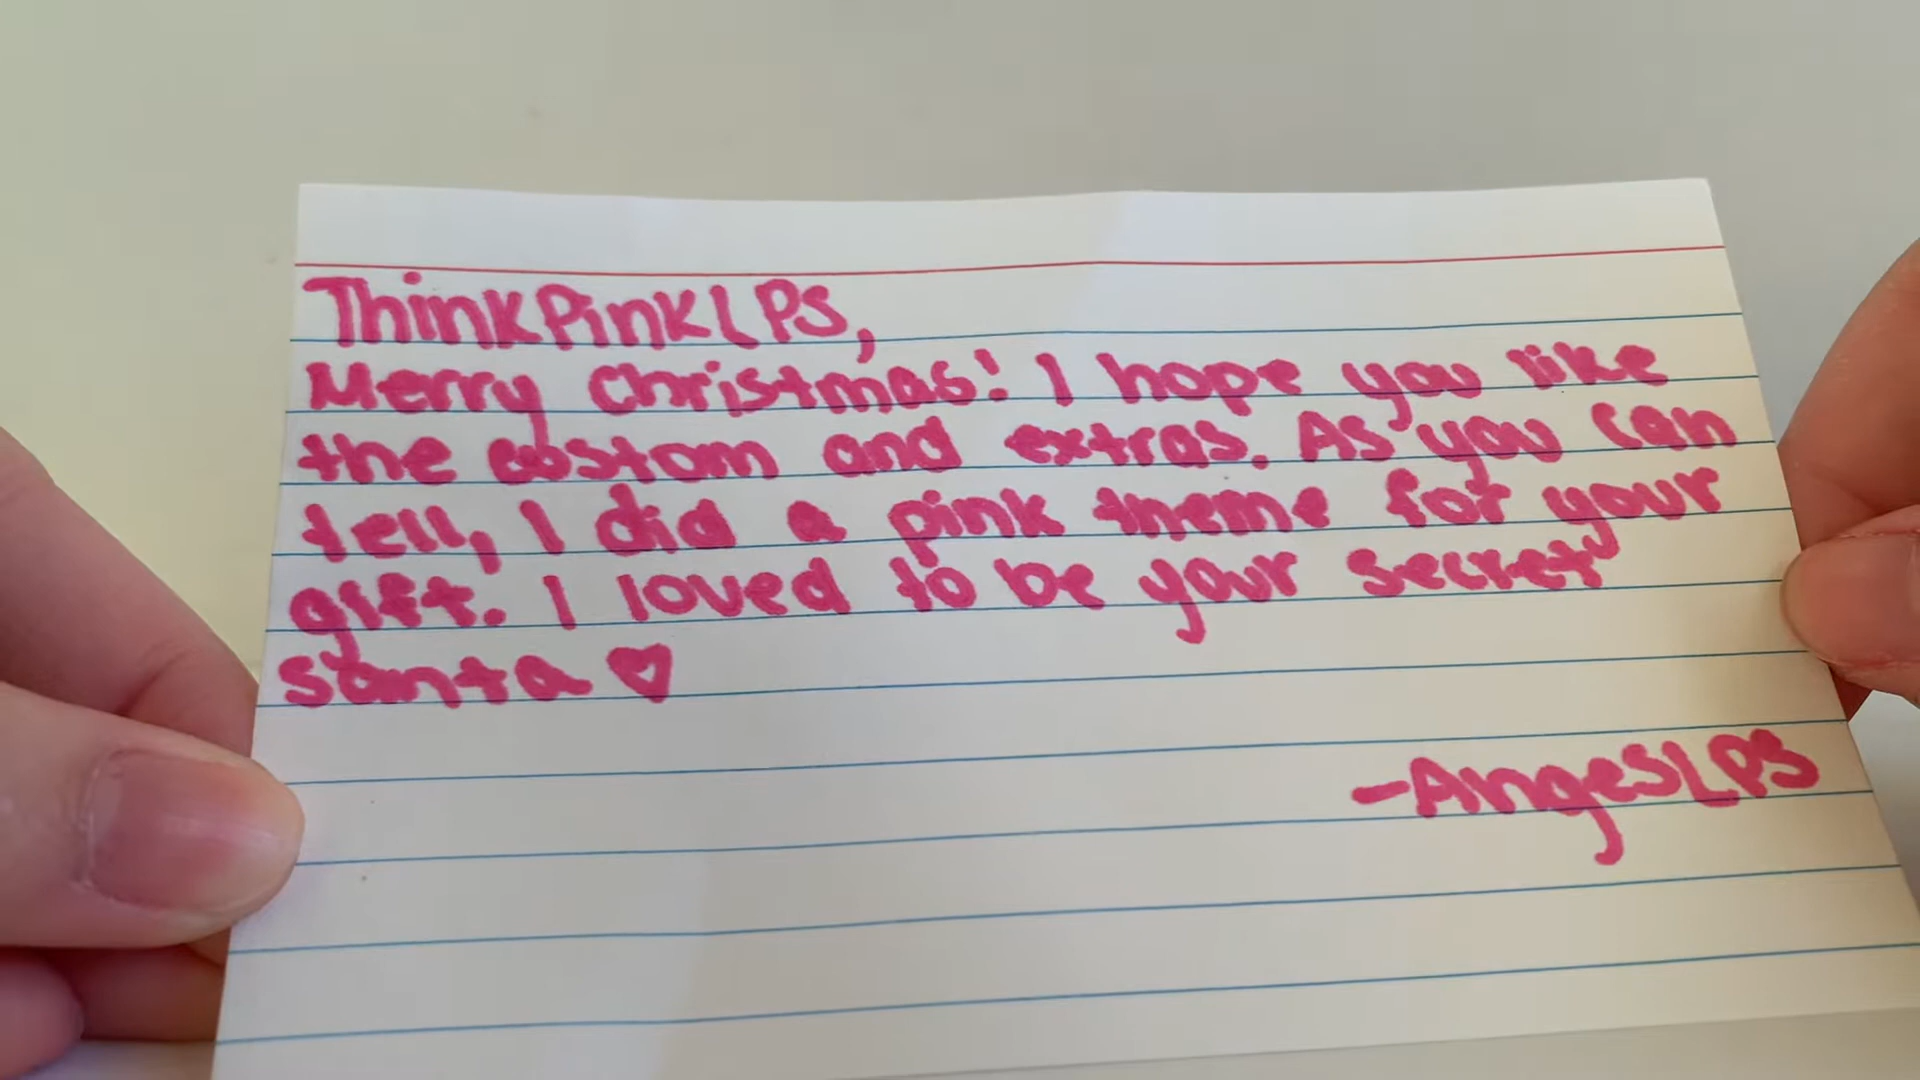 ThinkPinkLPS,
Merry Christmas! I hope you like
the custom and extras. As you can
tell, I did a pink theme for your
gift. I loved to be your secret
santa ♡
-AngesLPS